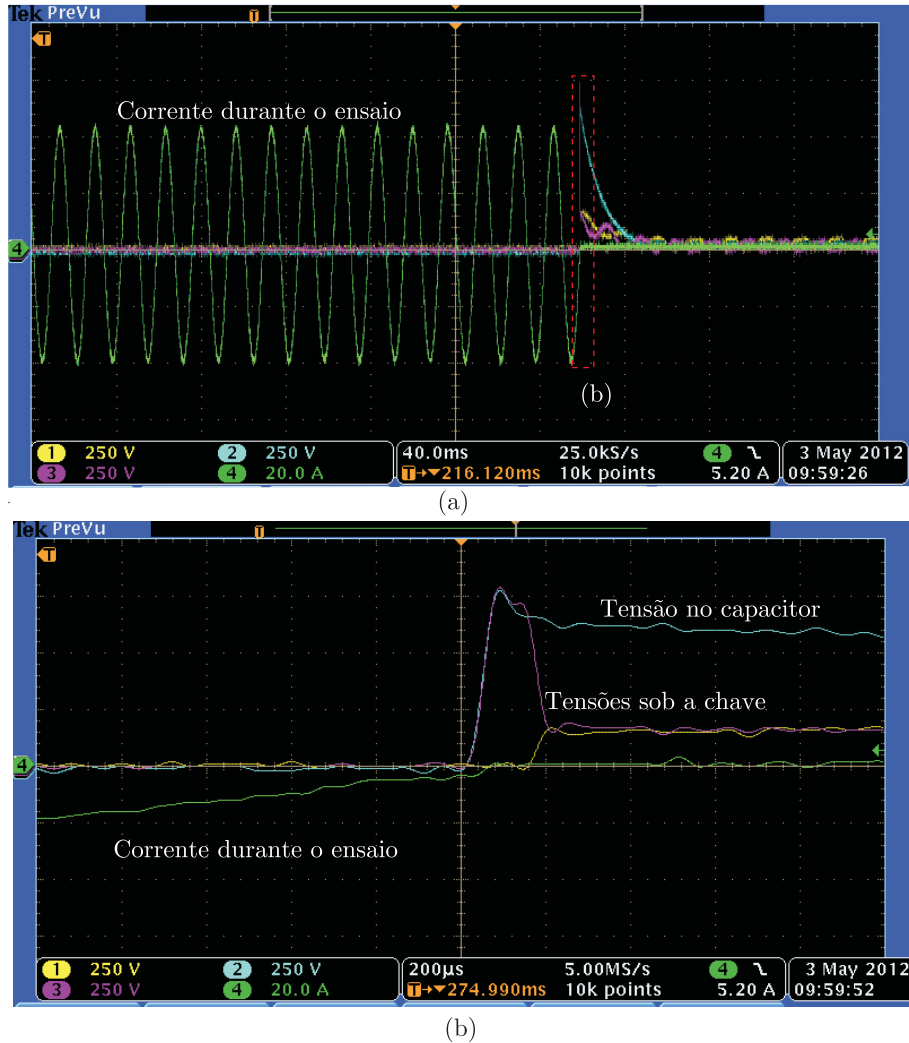 Tek PreVu
T
T
Corrente durante o ensaio
4
(b)
1 250 V 2 250 V 40.0ms 25.0kS/s 4 3 May 2012
3 250 V 4 20.0 A T→▼216.120ms 10k points 5.20 A 09:59:26
(a)
Tek PreVu
T
T
Tensão no capacitor
Tensões sob a chave
4
Corrente durante o ensaio
1 250 V 2 250 V 200µs 5.00MS/s 4 3 May 2012
3 250 V 4 20.0 A T→▼274.990ms 10k points 5.20 A 09:59:52
(b)